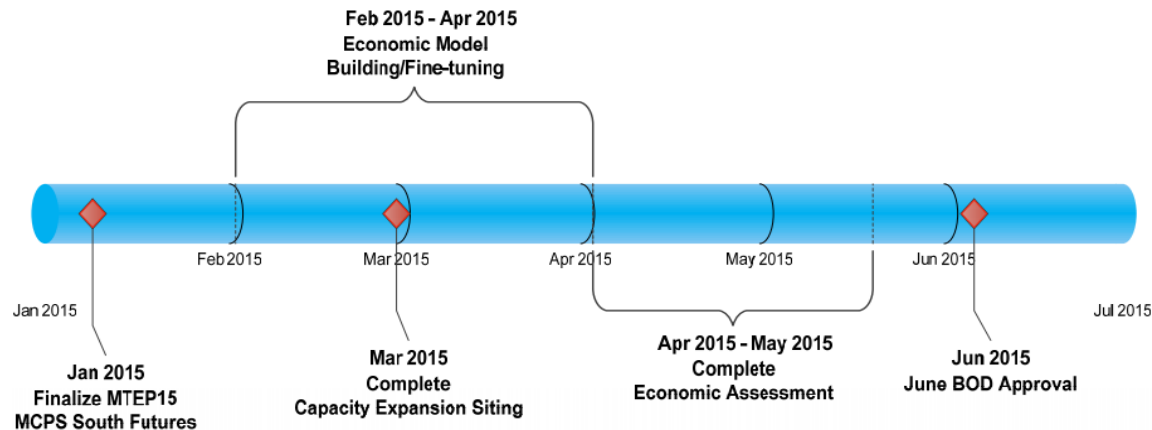 Feb 2015 - Apr 2015
Economic Model
Building/Fine-tuning
Feb 2015
Mar 2015
Apr 2015
May 2015
Jun 2015
Jan 2015
Jul 2015
Jan 2015
Finalize MTEP15
MCPS South Futures
Mar 2015
Complete
Capacity Expansion Siting
Apr 2015 - May 2015
Complete
Economic Assessment
Jun 2015
June BOD Approval